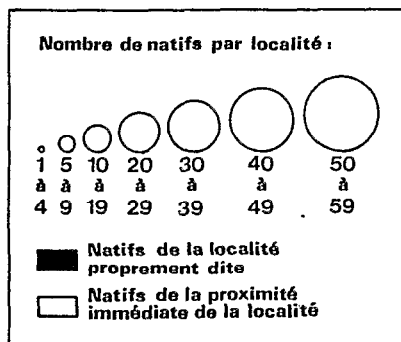 Nombre de natifs par localité :
1 5 10 20 30 40 50
à à à à à à à
4 9 19 29 39 49 59
Natifs de la localité
proprement dite
Natifs de la proximité
immédiate de la localité